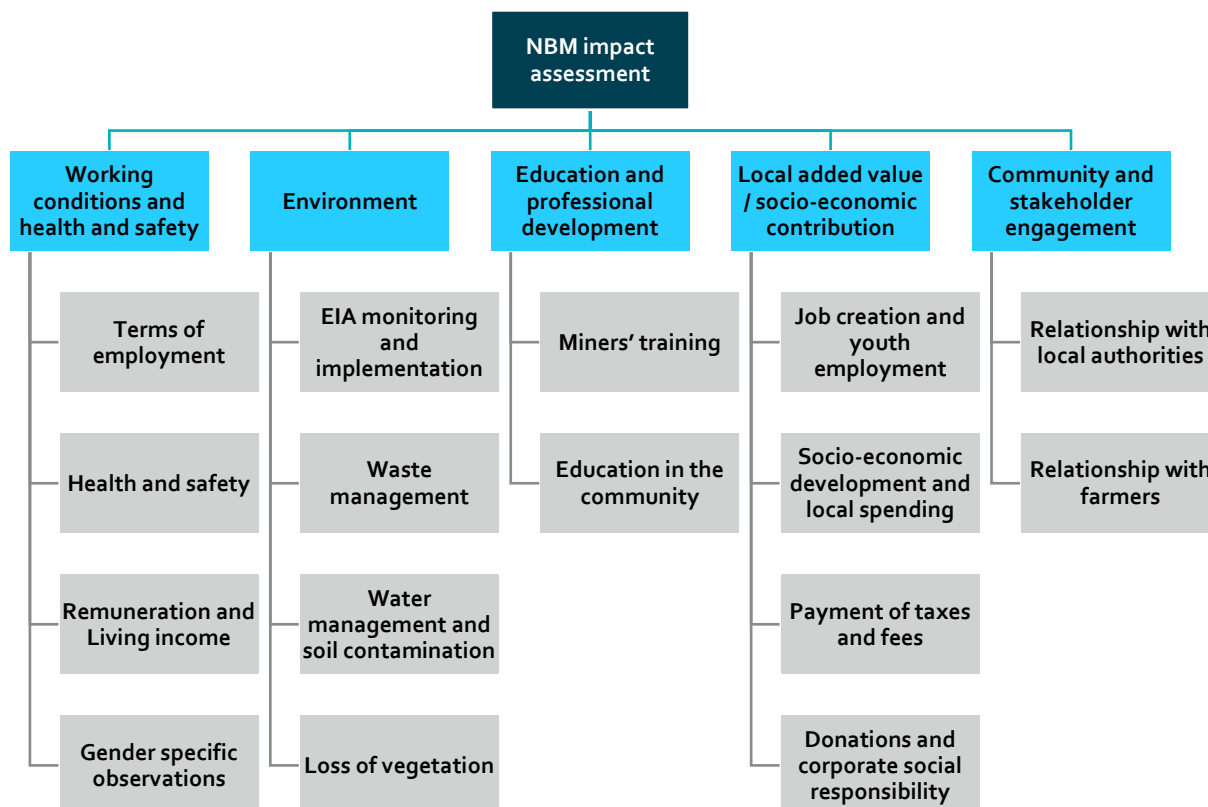 NBM impact
assessment
Working
conditions and
health and safety
Environment
Education and
professional
development
Local added value
/ socio-economic
contribution
Community and
stakeholder
engagement
Terms of
employment
Health and safety
Remuneration and
Living income
Gender specific
observations
EIA monitoring
and
implementation
Waste
management
Water
management and
soil contamination
Loss of vegetation
Miners’ training
Education in the
community
Job creation and
youth
employment
Socio-economic
development and
local spending
Payment of taxes
and fees
Donations and
corporate social
responsibility
Relationship with
local authorities
Relationship with
farmers